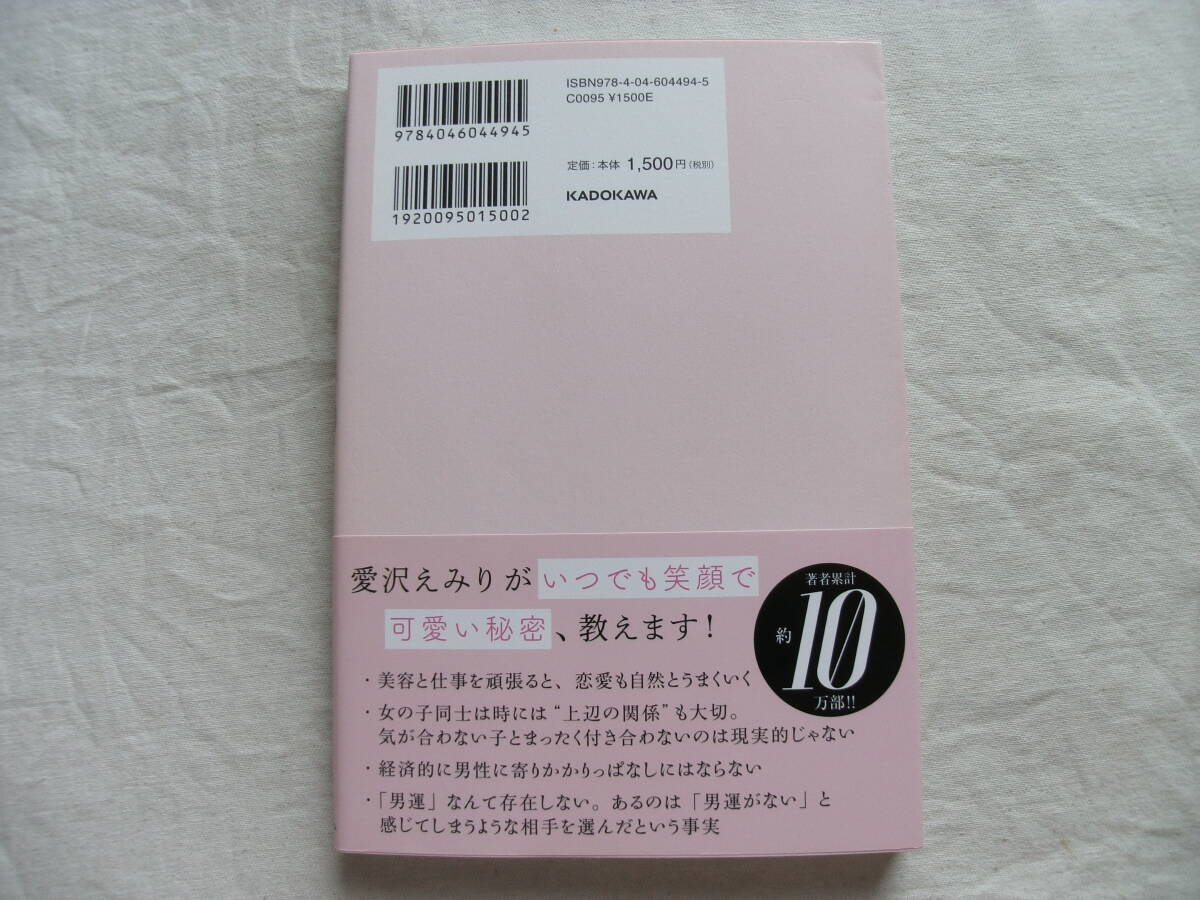 ISBN978-4-04-604494-5
C0095 ¥1500E
9784046044945
定価:本体 1,500円(税別)
1920095015002
KADOKAWA
愛沢えみりがいつでも笑顔で
可愛い秘密、教えます!
著者累計
約10
万部!!
・美容と仕事を頑張ると、恋愛も自然とうまくいく
・女の子同士は時には“上辺の関係”も大切。
気が合わない子とまったく付き合わないのは現実的じゃない
・経済的に男性に寄りかかりっぱなしにはならない
・「男運」なんて存在しない。あるのは「男運がない」と
感じてしまうような相手を選んだという事実